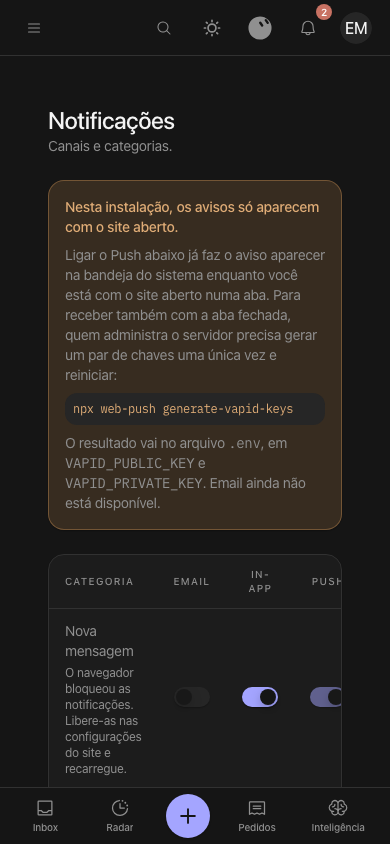 2
EM
Notificações
Canais e categorias.
Nesta instalação, os avisos só aparecem
com o site aberto.
Ligar o Push abaixo já faz o aviso aparecer
na bandeja do sistema enquanto você
está com o site aberto numa aba. Para
receber também com a aba fechada,
quem administra o servidor precisa gerar
um par de chaves uma única vez e
reiniciar:
npx web-push generate-vapid-keys
O resultado vai no arquivo .env, em
VAPID_PUBLIC_KEY e
VAPID_PRIVATE_KEY. Email ainda não
está disponível.
CATEGORIA EMAIL IN-
APP PUSH
Nova
mensagem
O navegador
bloqueou as
notificações.
Libere-as nas
configurações
do site e
recarregue.
Inbox Radar Pedidos Inteligência